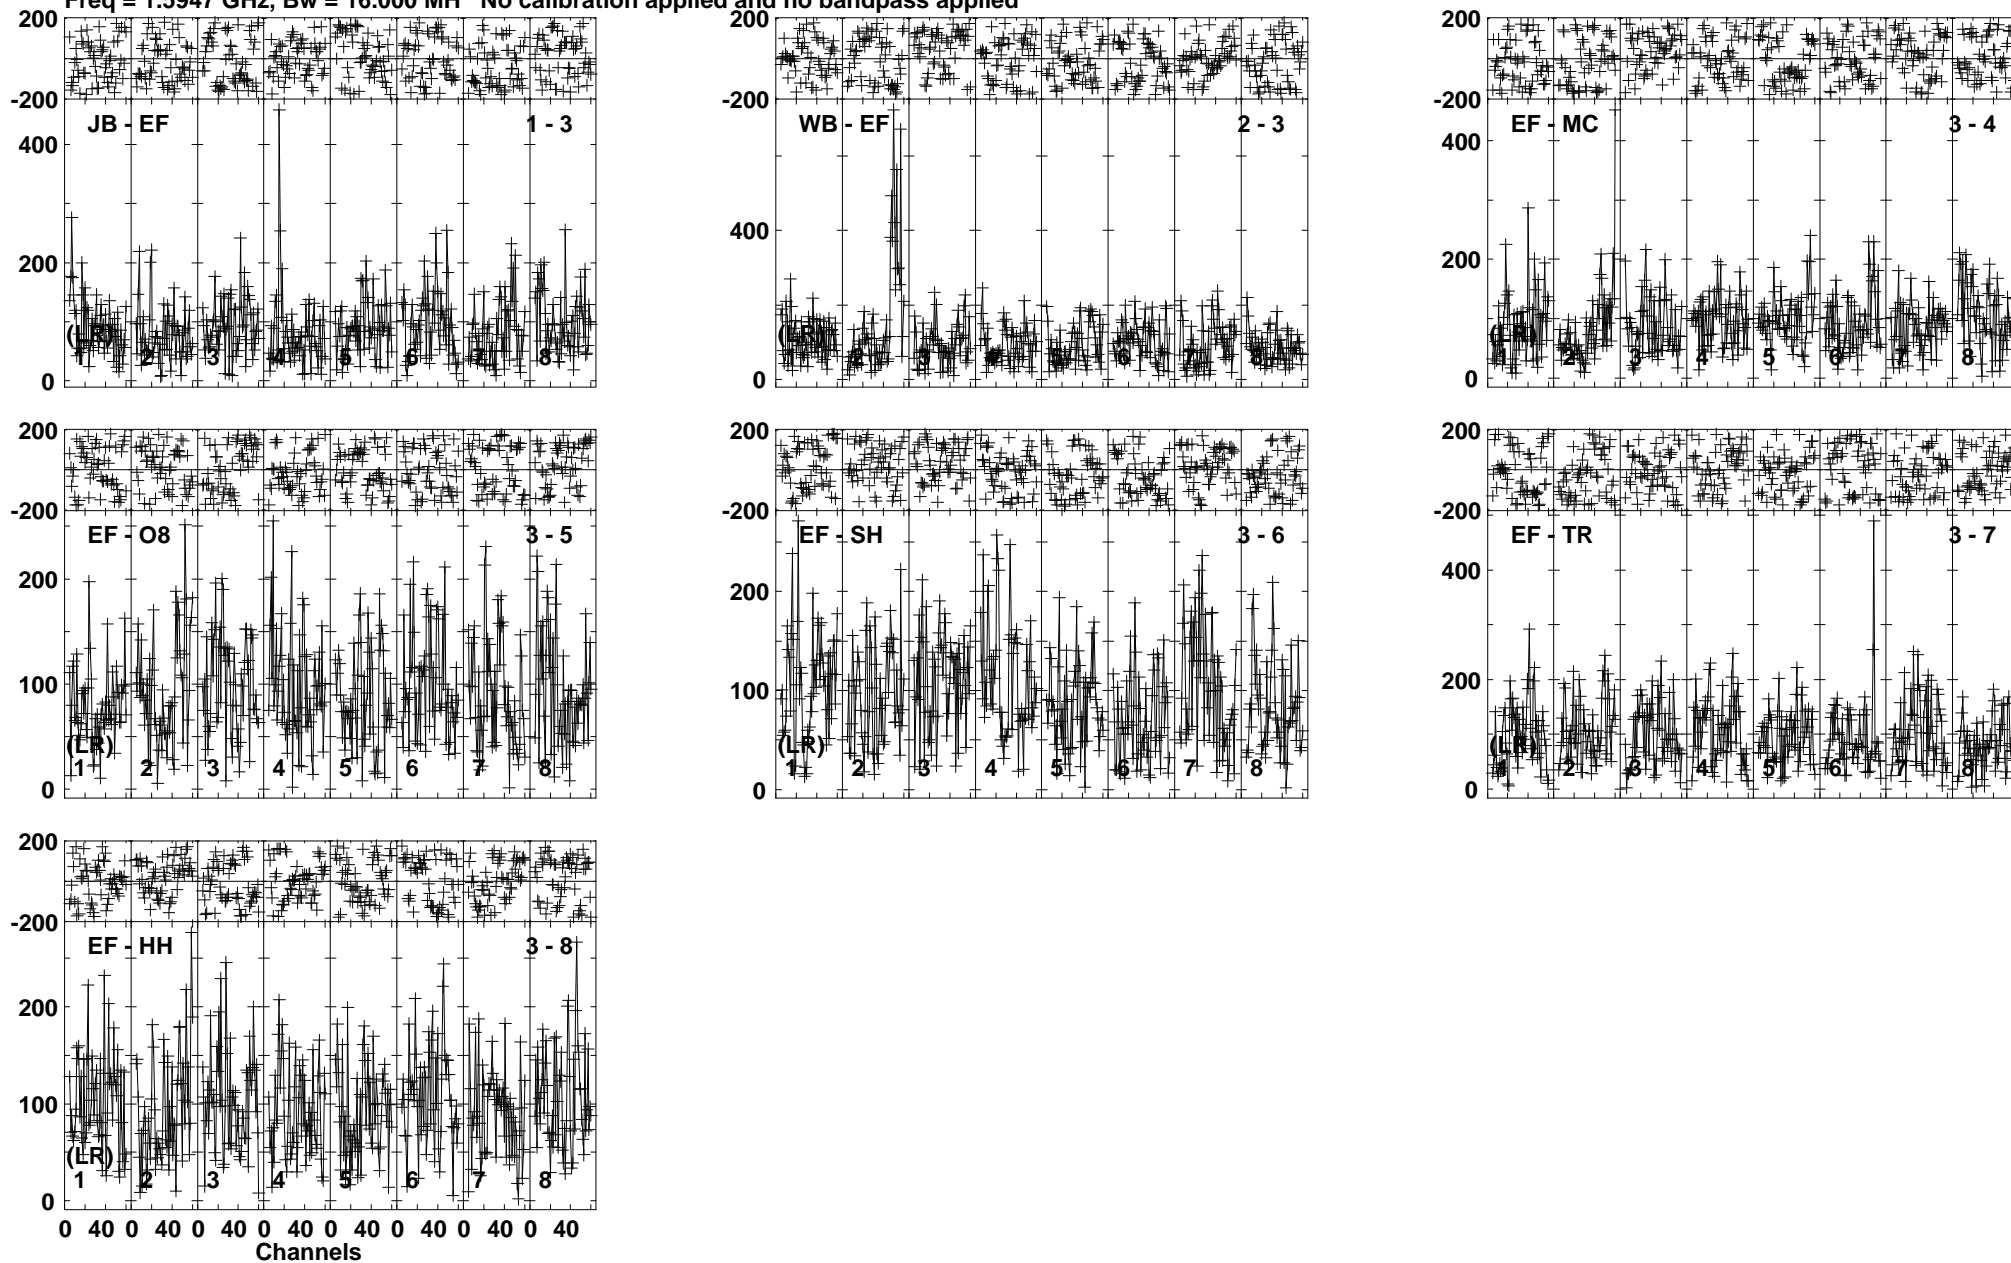 Freq = 1.5947 GHz, Bw = 16.000 MH No calibration applied and no bandpass applied
200
-200
JB - EF 1 - 3
400
200
0
(LR)
1 2 3 4 5 6 7 8
200
-200
WB - EF 2 - 3
400
0
(LR)
1 2 3 4 5 6 7 8
200
-200
EF - MC 3 - 4
400
200
0
(LR)
1 2 3 4 5 6 7 8
200
-200
EF - O8 3 - 5
200
100
0
(LR)
1 2 3 4 5 6 7 8
200
-200
EF - SH 3 - 6
200
100
0
(LR)
1 2 3 4 5 6 7 8
200
-200
EF - TR 3 - 7
400
200
0
(LR)
1 2 3 4 5 6 7 8
200
-200
EF - HH 3 - 8
200
100
0
(LR)
1 2 3 4 5 6 7 8
0 40 0 40 0 40 0 40 0 40 0 40 0 40 0 40
Channels